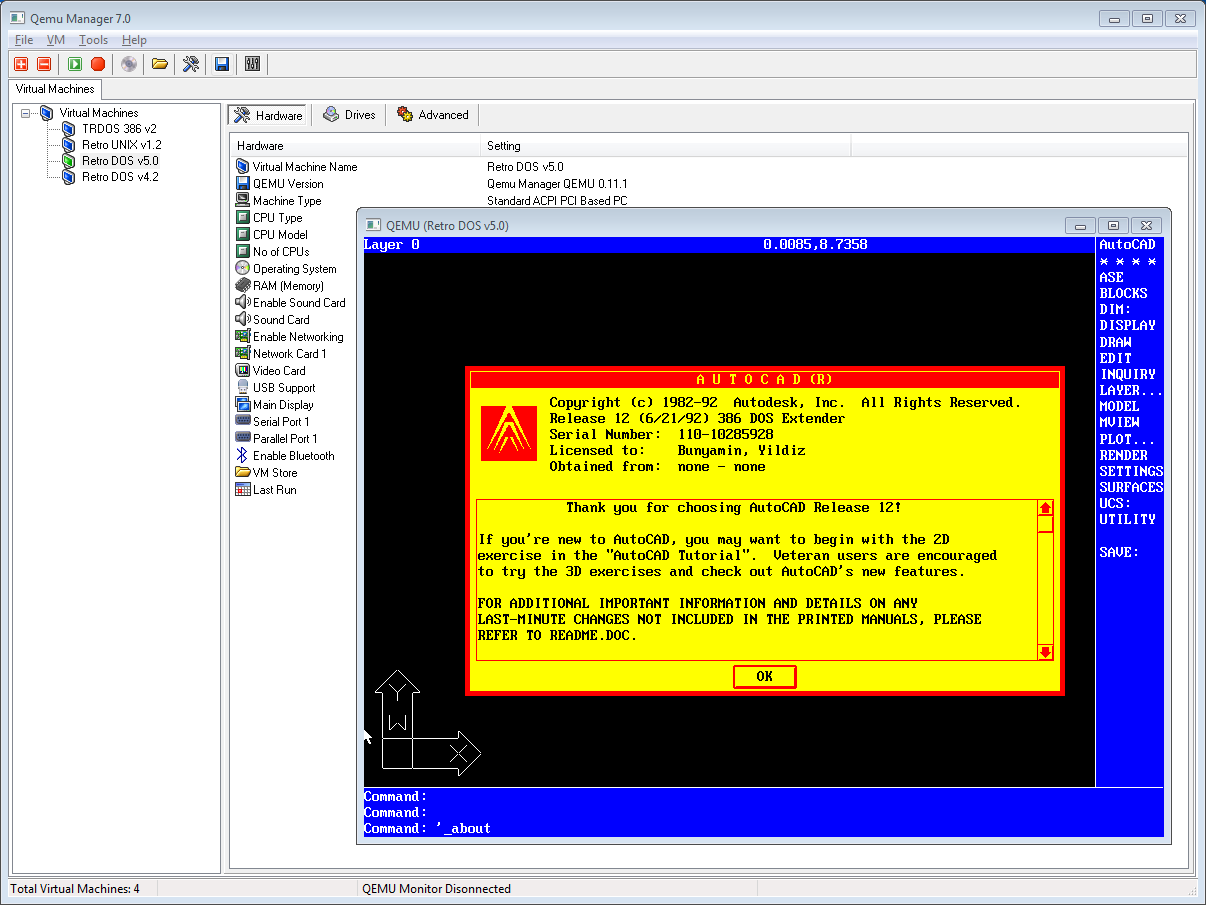 Qemu Manager 7.0
File VM Tools Help
Virtual Machines
Virtual Machines
TRDOS 386 v2
Retro UNIX v1.2
Retro DOS v5.0
Retro DOS v4.2
Hardware Drives Advanced
Hardware Setting
Virtual Machine Name Retro DOS v5.0
QEMU Version Qemu Manager QEMU 0.11.1
Machine Type Standard ACPI PCI Based PC
CPU Type
CPU Model
No of CPUs
Operating System
RAM (Memory)
Enable Sound Card
Sound Card
Enable Networking
Network Card 1
Video Card
USB Support
Main Display
Serial Port 1
Parallel Port 1
Enable Bluetooth
VM Store
Last Run
QEMU (Retro DOS v5.0)
Layer 0 0.0085,8.7358
AutoCAD
* * * *
ASE
BLOCKS
DIM:
DISPLAY
DRAW
EDIT
INQUIRY
LAYER...
MODEL
MVIEW
PLOT...
RENDER
SETTINGS
SURFACES
UCS:
UTILITY
SAVE:
A U T O C A D (R)
Copyright (c) 1982-92 Autodesk, Inc. All Rights Reserved.
Release 12 (6/21/92) 386 DOS Extender
Serial Number: 110-10285928
Licensed to: Bunyamin, Yildiz
Obtained from: none - none
Thank you for choosing AutoCAD Release 12!
If you're new to AutoCAD, you may want to begin with the 2D
exercise in the "AutoCAD Tutorial". Veteran users are encouraged
to try the 3D exercises and check out AutoCAD's new features.
FOR ADDITIONAL IMPORTANT INFORMATION AND DETAILS ON ANY
LAST-MINUTE CHANGES NOT INCLUDED IN THE PRINTED MANUALS, PLEASE
REFER TO README.DOC.
OK
Y
W
X
Command:
Command:
Command: '_about
Total Virtual Machines: 4 QEMU Monitor Disonnected